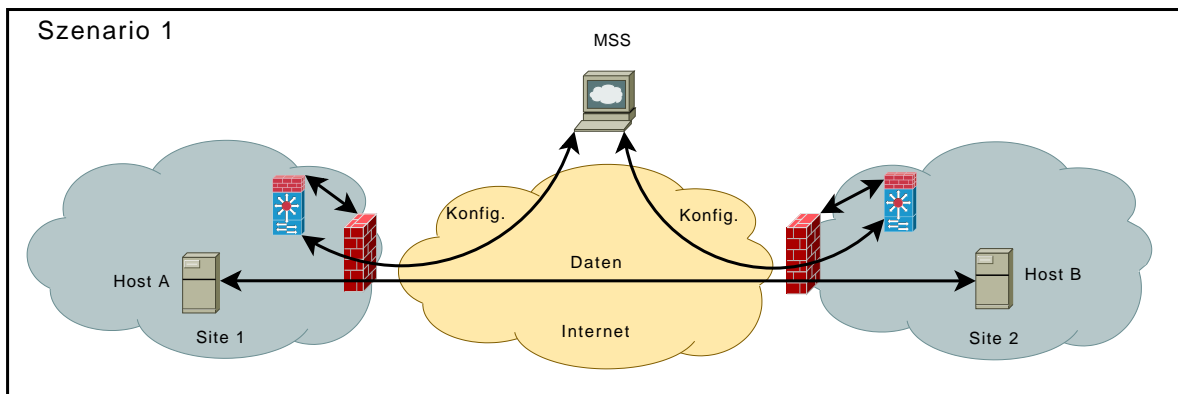 Szenario 1
MSS
Konfig.
Konfig.
Daten
Host A
Host B
Internet
Site 1
Site 2